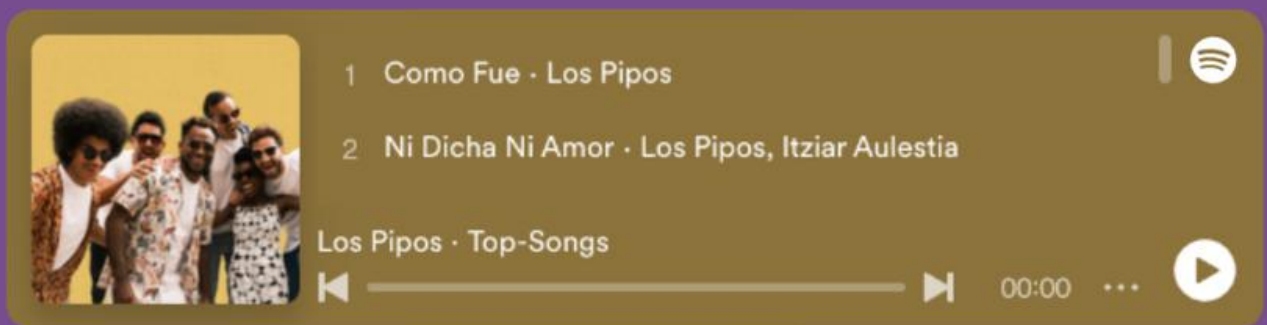 1 Como Fue · Los Pipos
2 Ni Dicha Ni Amor · Los Pipos, Itziar Aulestia
Los Pipos · Top-Songs
00:00